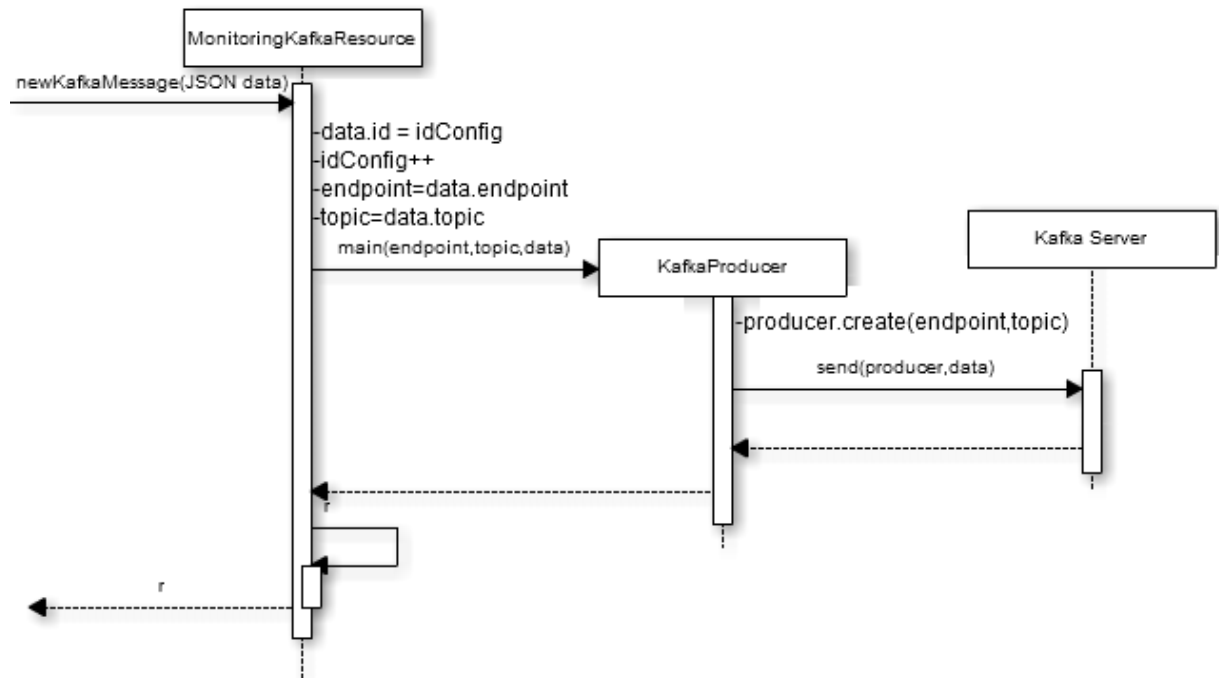 MonitoringKafkaResource
newKafkaMessage(JSON data)
-data.id = idConfig
-idConfig++
-endpoint=data.endpoint
-topic=data.topic
main(endpoint,topic,data)
KafkaProducer
Kafka Server
-producer.create(endpoint,topic)
send(producer,data)
r
r